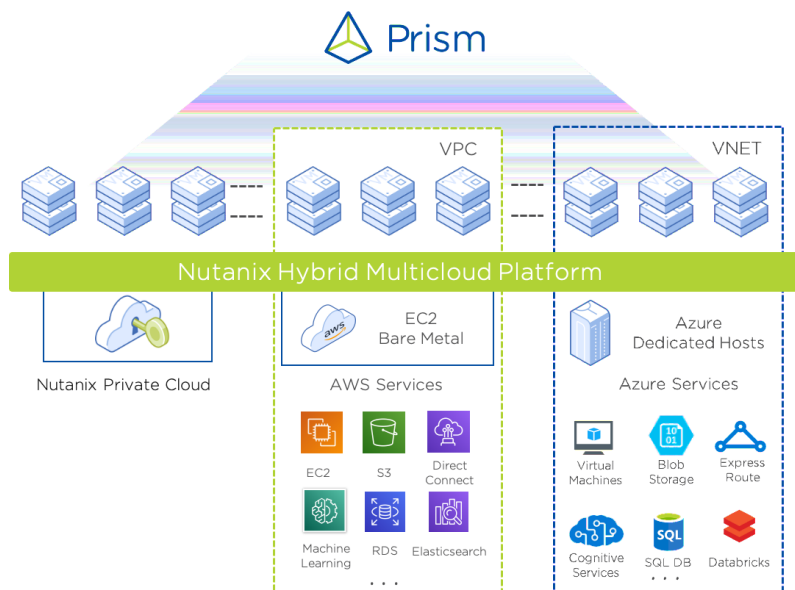 Prism
VPC
VNET
Nutanix Hybrid Multicloud Platform
aws
EC2
Bare Metal
Azure
Dedicated Hosts
Nutanix Private Cloud
AWS Services
Azure Services
EC2
S3
Direct
Connect
Virtual
Machines
10
01
Blob
Storage
Express
Route
Machine
Learning
RDS
Elasticsearch
. . .
Cognitive
Services
SQL
SQL DB
Databricks
. . .